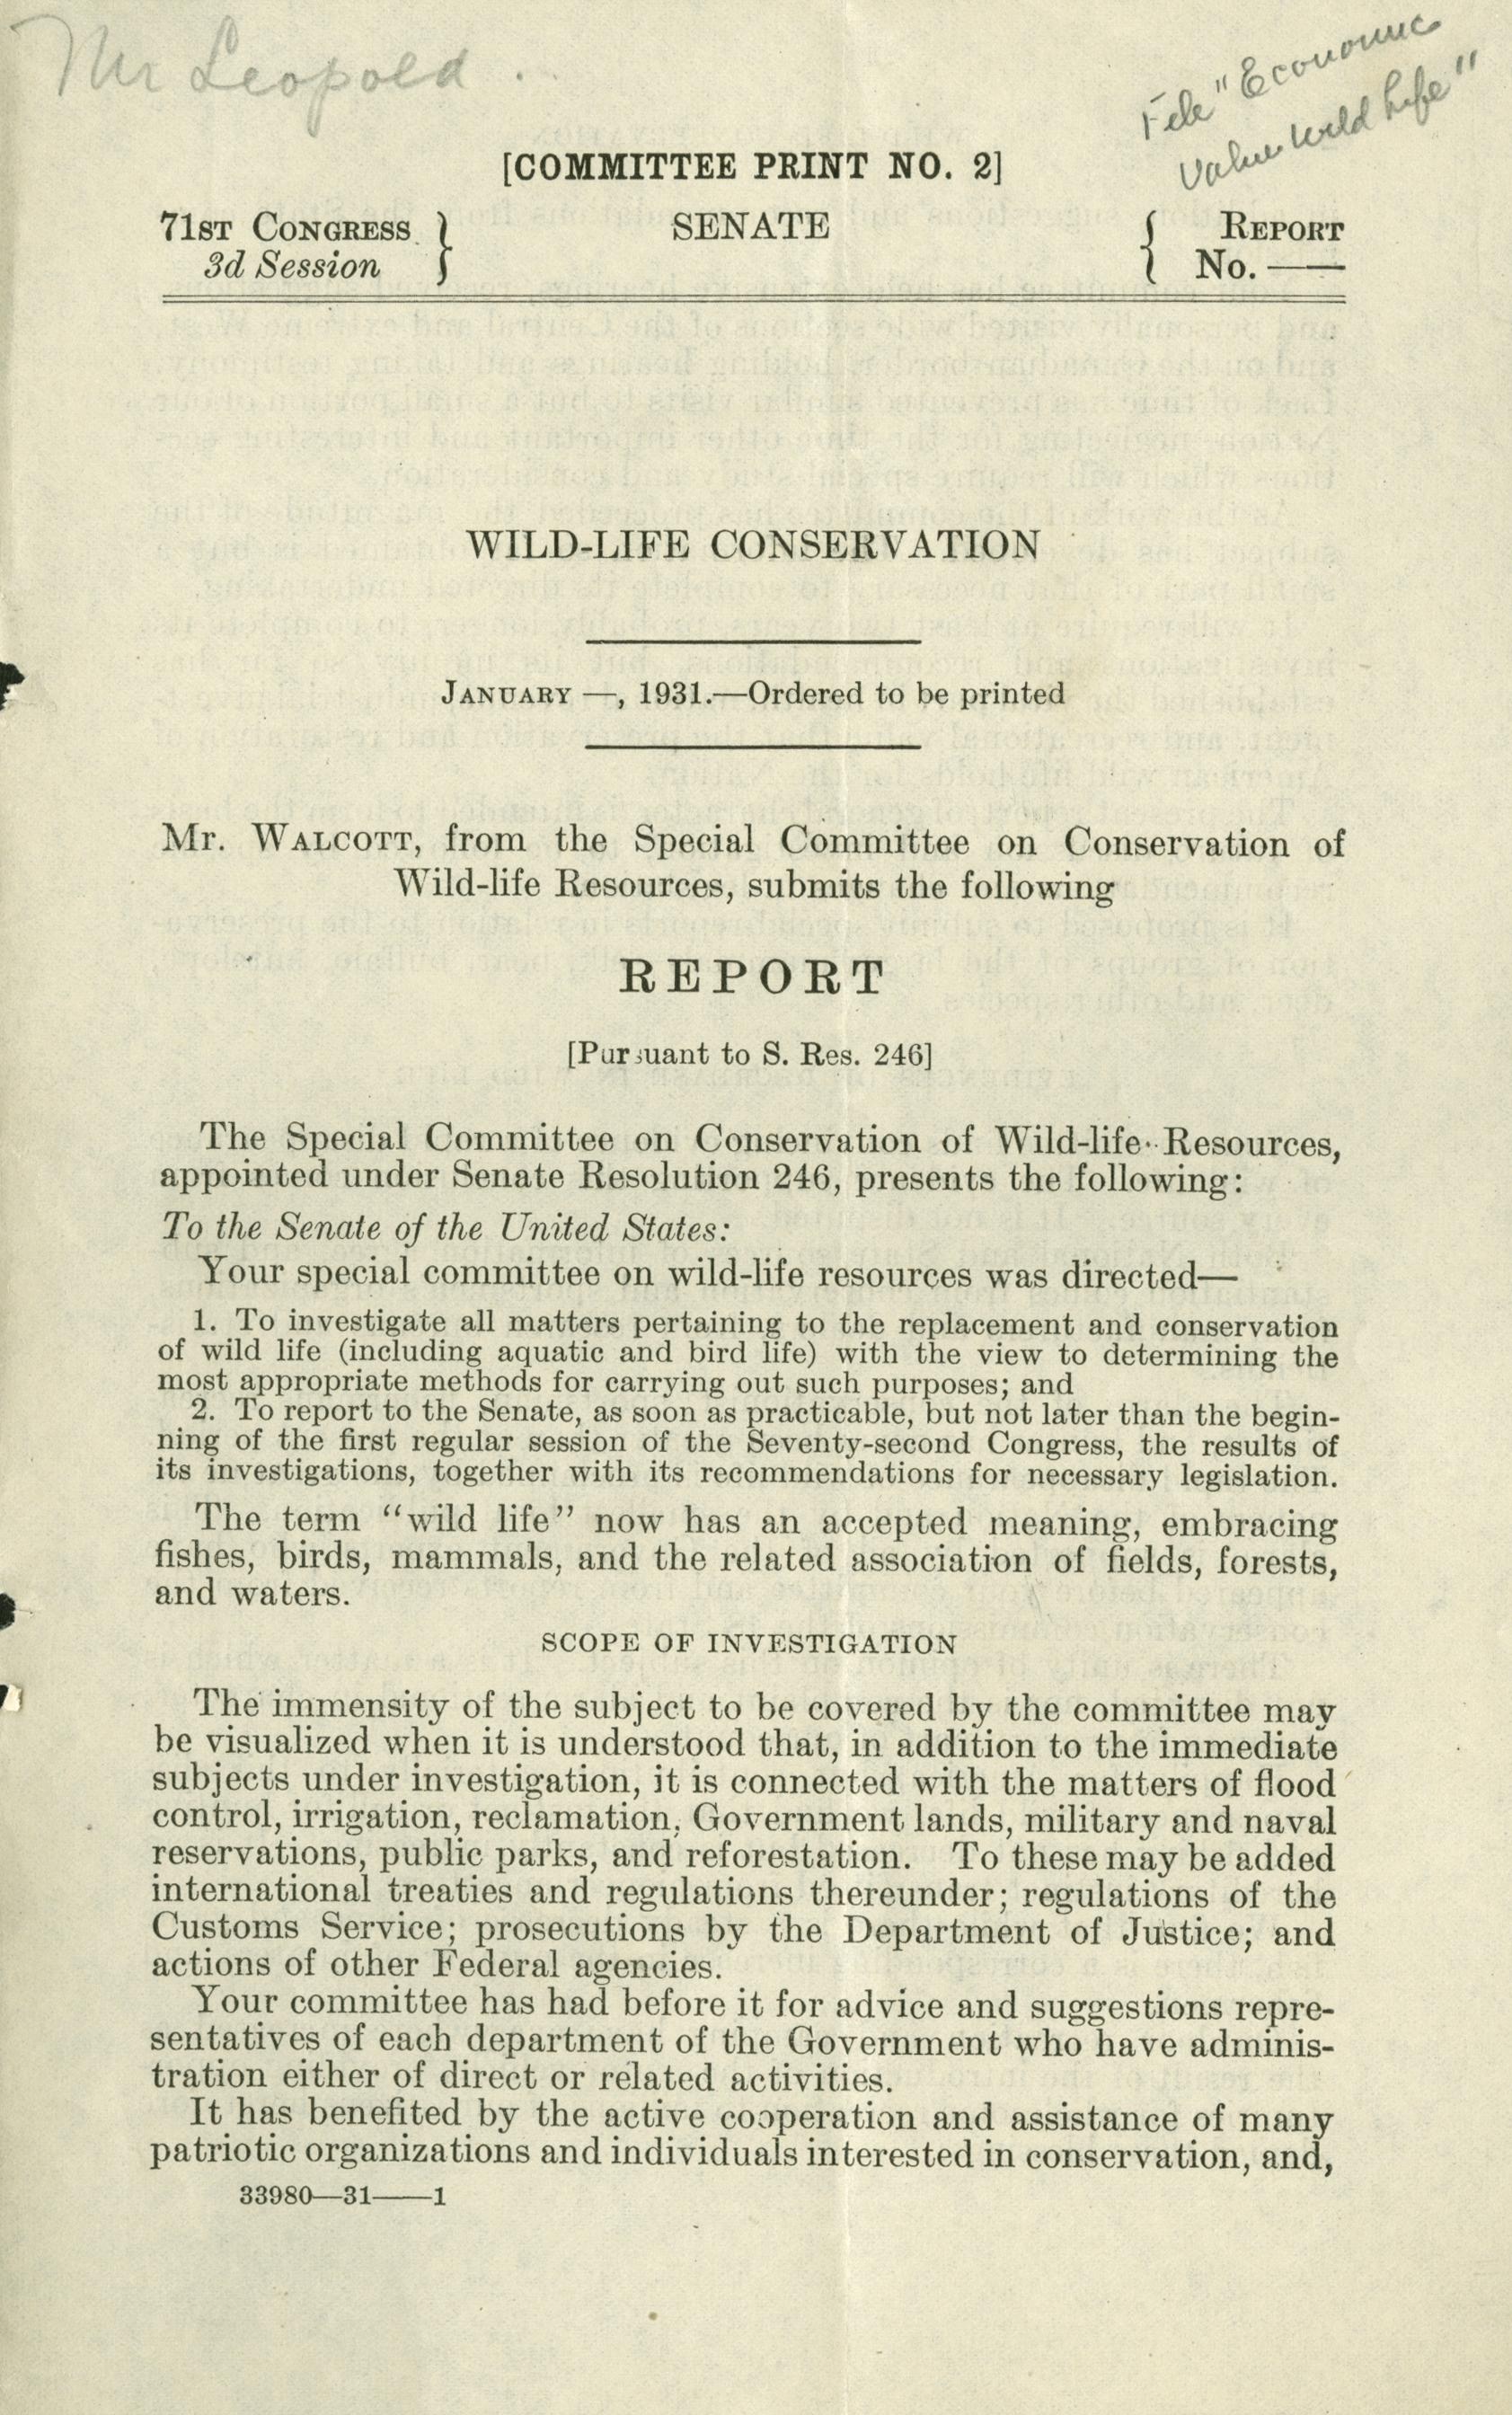 Mr Leopold
File "Economic
Value Wild Life"
[COMMITTEE PRINT NO. 2]
71ST CONGRESS
3d Session
SENATE
REPORT
No. ——
WILD-LIFE CONSERVATION
JANUARY —, 1931.—Ordered to be printed
Mr. WALCOTT, from the Special Committee on Conservation of
Wild-life Resources, submits the following
REPORT
[Pursuant to S. Res. 246]
The Special Committee on Conservation of Wild-life Resources,
appointed under Senate Resolution 246, presents the following:
To the Senate of the United States:
Your special committee on wild-life resources was directed—
1. To investigate all matters pertaining to the replacement and conservation
of wild life (including aquatic and bird life) with the view to determining the
most appropriate methods for carrying out such purposes; and
2. To report to the Senate, as soon as practicable, but not later than the begin-
ning of the first regular session of the Seventy-second Congress, the results of
its investigations, together with its recommendations for necessary legislation.
The term "wild life" now has an accepted meaning, embracing
fishes, birds, mammals, and the related association of fields, forests,
and waters.
SCOPE OF INVESTIGATION
The immensity of the subject to be covered by the committee may
be visualized when it is understood that, in addition to the immediate
subjects under investigation, it is connected with the matters of flood
control, irrigation, reclamation, Government lands, military and naval
reservations, public parks, and reforestation. To these may be added
international treaties and regulations thereunder; regulations of the
Customs Service; prosecutions by the Department of Justice; and
actions of other Federal agencies.
Your committee has had before it for advice and suggestions repre-
sentatives of each department of the Government who have adminis-
tration either of direct or related activities.
It has benefited by the active cooperation and assistance of many
patriotic organizations and individuals interested in conservation, and,
33980—31——1